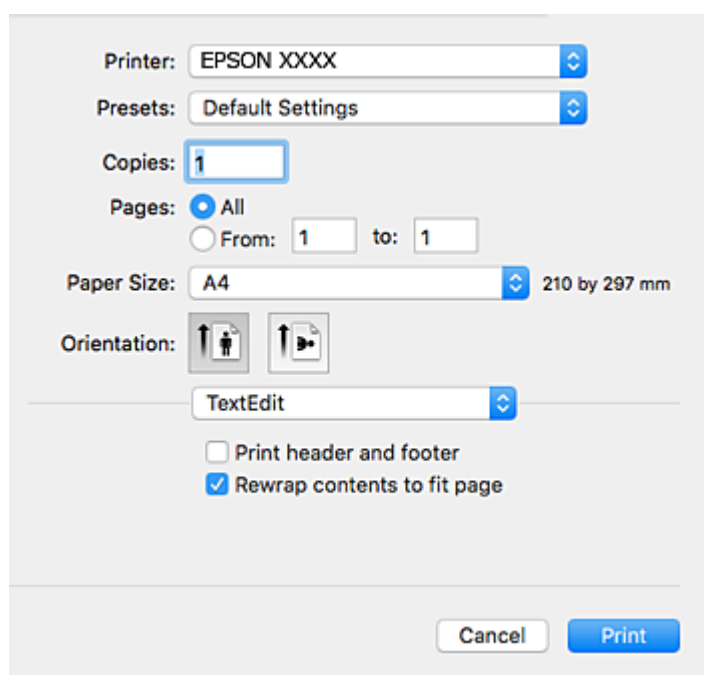 Printer: EPSON XXXX
Presets: Default Settings
Copies: 1
Pages: All
From: 1 to: 1
Paper Size: A4 210 by 297 mm
Orientation:
TextEdit
Print header and footer
Rewrap contents to fit page
Cancel Print